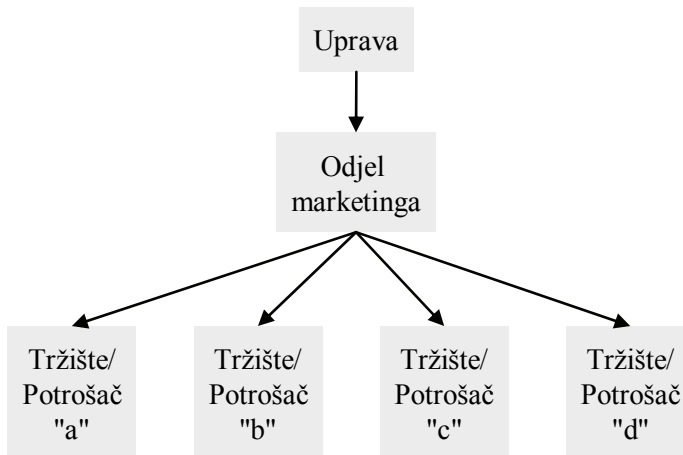 Uprava
Odjel
marketinga
Tržište/
Potrošač
"a"
Tržište/
Potrošač
"b"
Tržište/
Potrošač
"c"
Tržište/
Potrošač
"d"